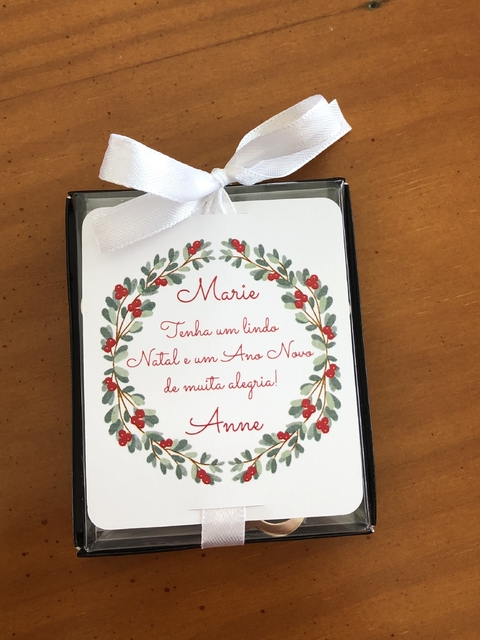 Marie
Tenha um lindo
Natal e um Ano Novo
de muita alegria!
Anne